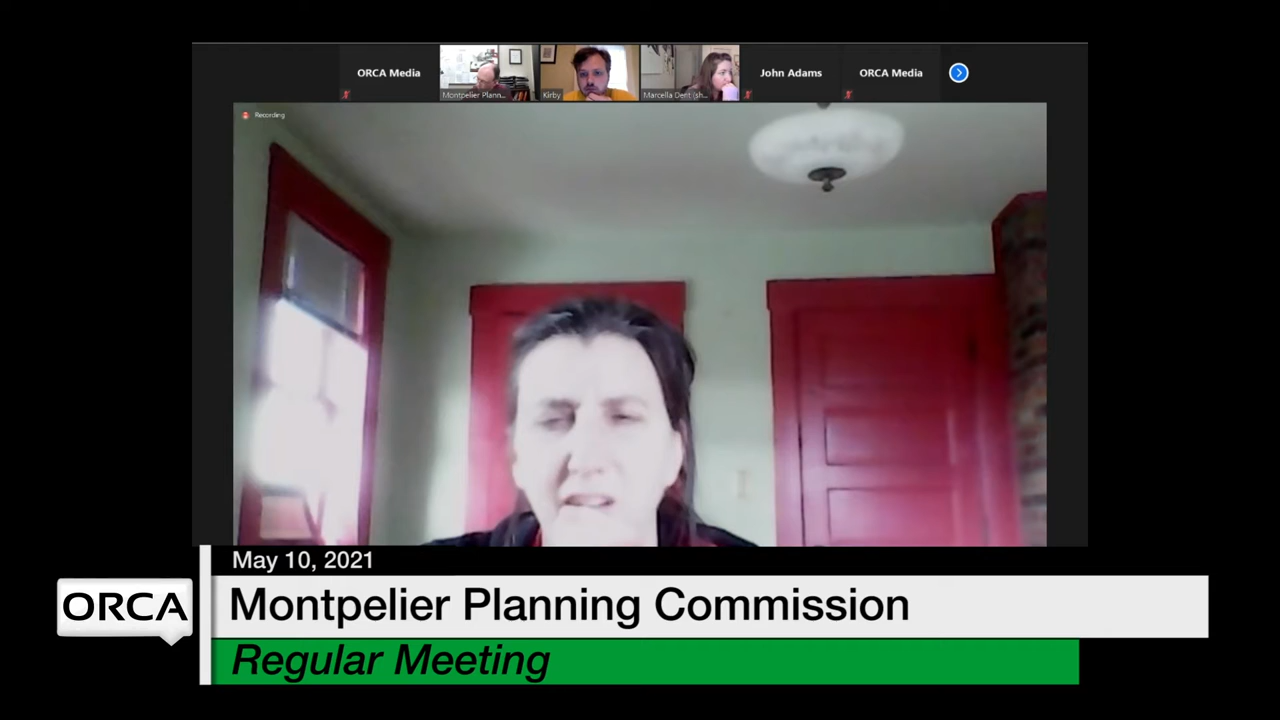 ORCA Media
Montpelier Plann...
Kirby
Marcella Dent (sh...
John Adams
ORCA Media
Recording
May 10, 2021
ORCA
Montpelier Planning Commission
Regular Meeting